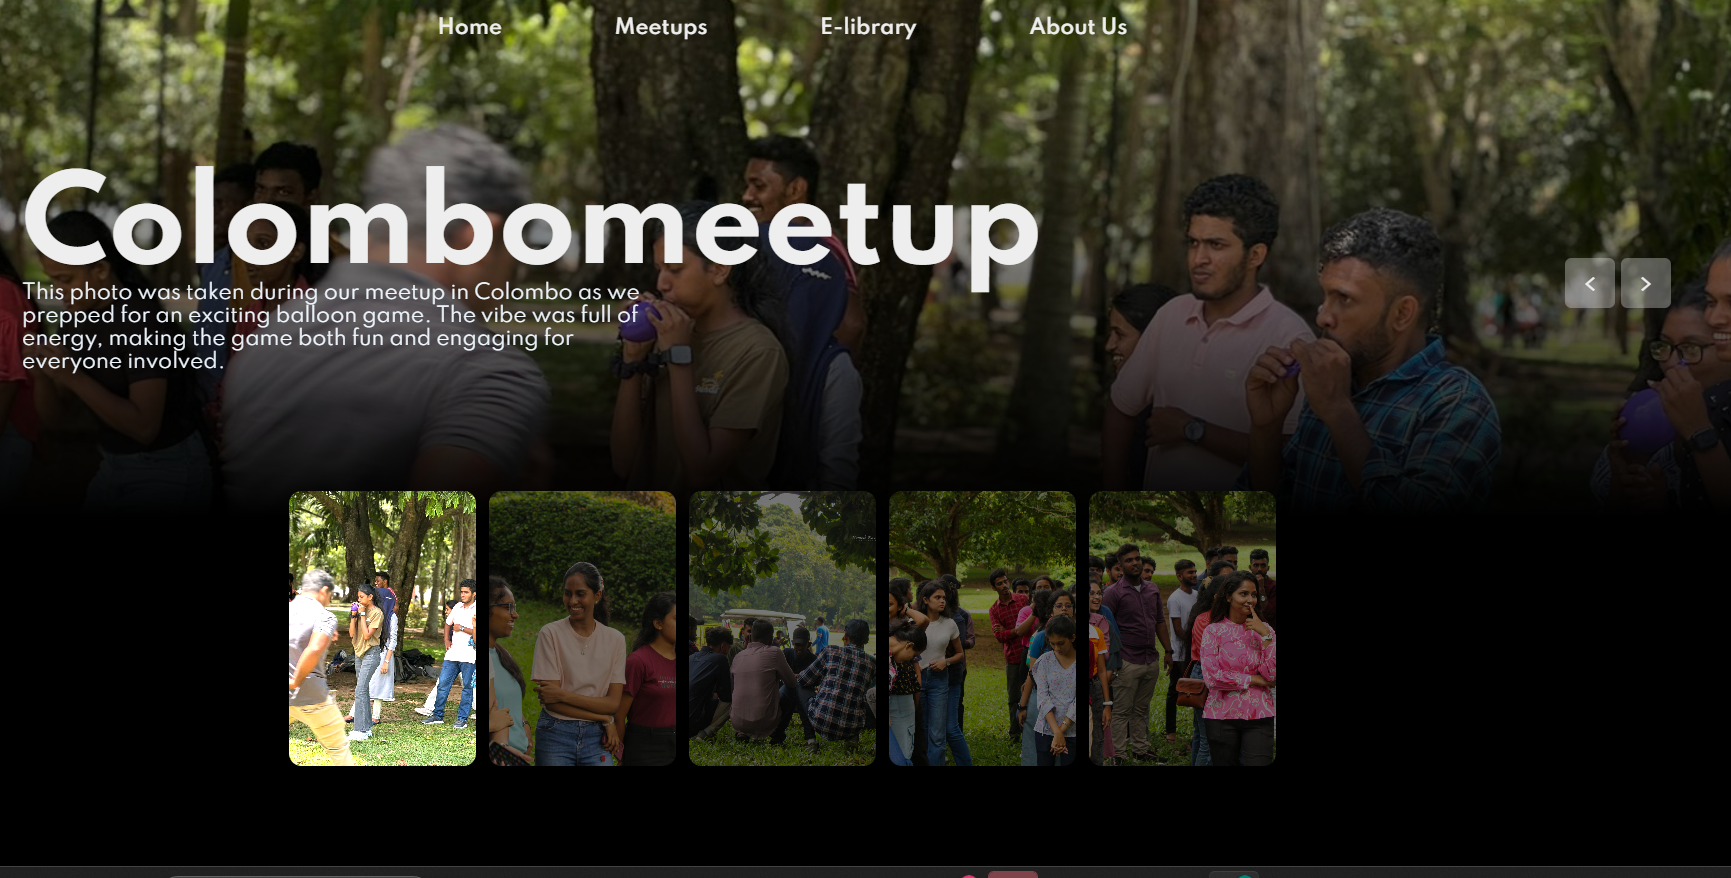 Home Meetups E-library About Us
Colombomeetup
This photo was taken during our meetup in Colombo as we
prepped for an exciting balloon game. The vibe was full of
energy, making the game both fun and engaging for
everyone involved.
< >